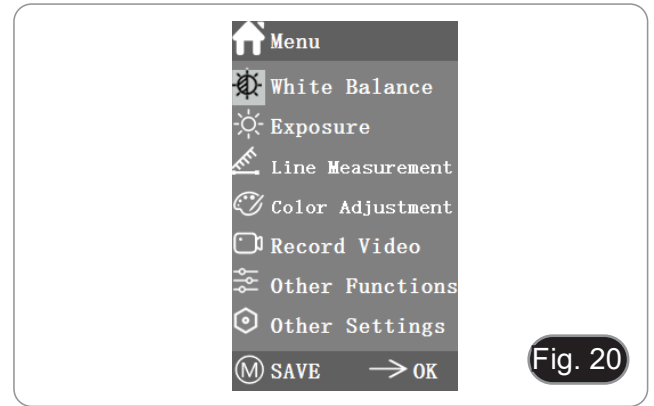 Menu
White Balance
Exposure
Line Measurement
Color Adjustment
Record Video
Other Functions
Other Settings
M SAVE → OK
Fig. 20